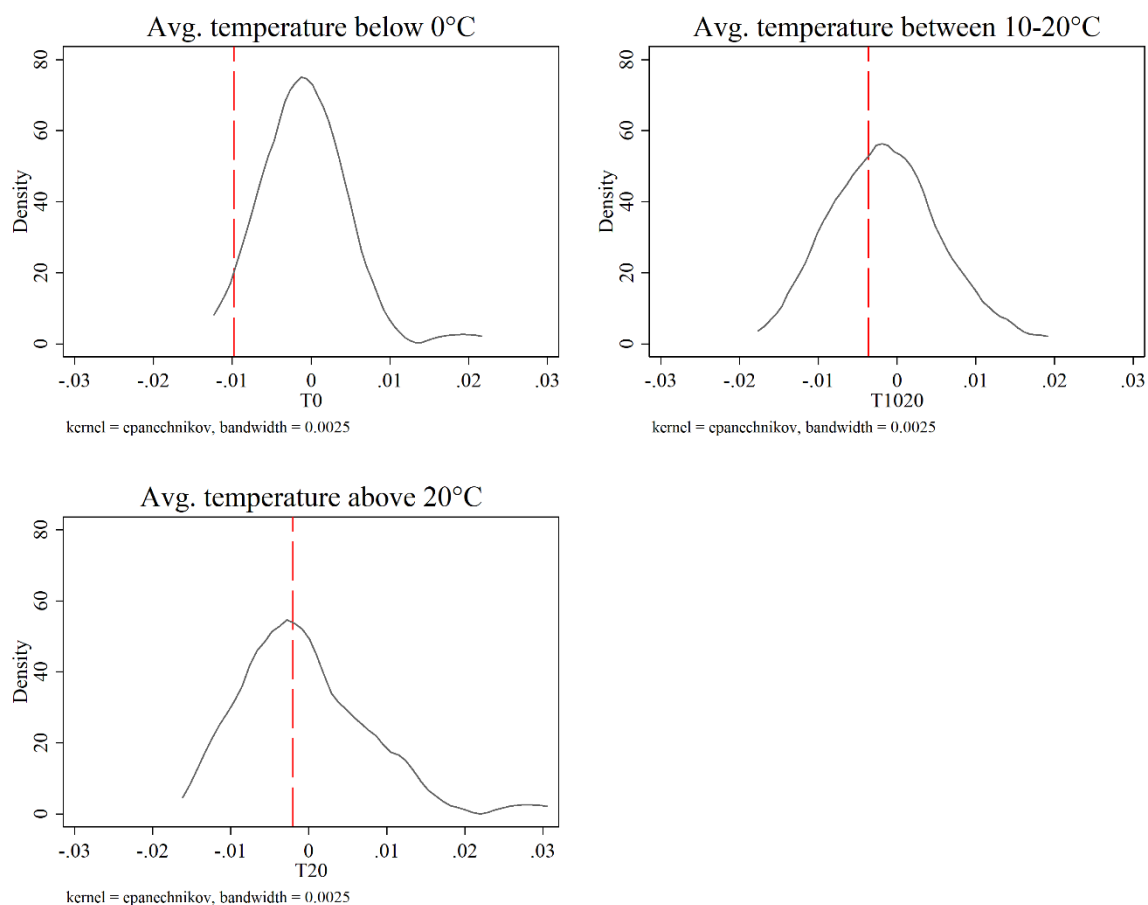 Avg. temperature below 0°C
80
60
40
20
0
Density
-.03 -.02 -.01 0 .01 .02 .03
T0
kernel = epanechnikov, bandwidth = 0.0025
Avg. temperature between 10-20°C
80
60
40
20
0
Density
-.03 -.02 -.01 0 .01 .02 .03
T1020
kernel = epanechnikov, bandwidth = 0.0025
Avg. temperature above 20°C
80
60
40
20
0
Density
-.03 -.02 -.01 0 .01 .02 .03
T20
kernel = epanechnikov, bandwidth = 0.0025